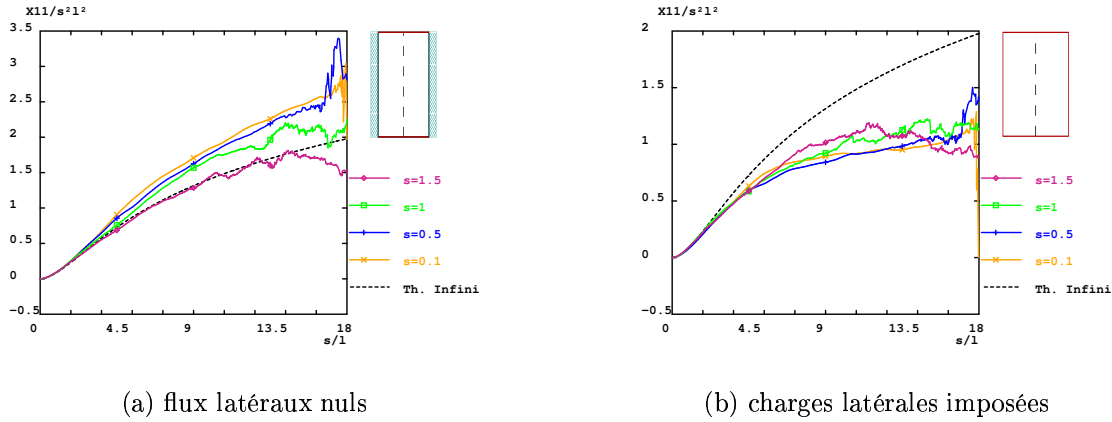 X11/s²l²
3.5
3
2.5
2
1.5
1
0.5
0
-0.5
0
4.5
9
13.5
18
s/l
s=1.5
s=1
s=0.5
s=0.1
Th. Infini
(a) flux latéraux nuls
X11/s²l²
2
1.5
1
0.5
0
-0.5
0
4.5
9
13.5
18
s/l
s=1.5
s=1
s=0.5
s=0.1
Th. Infini
(b) charges latérales imposées